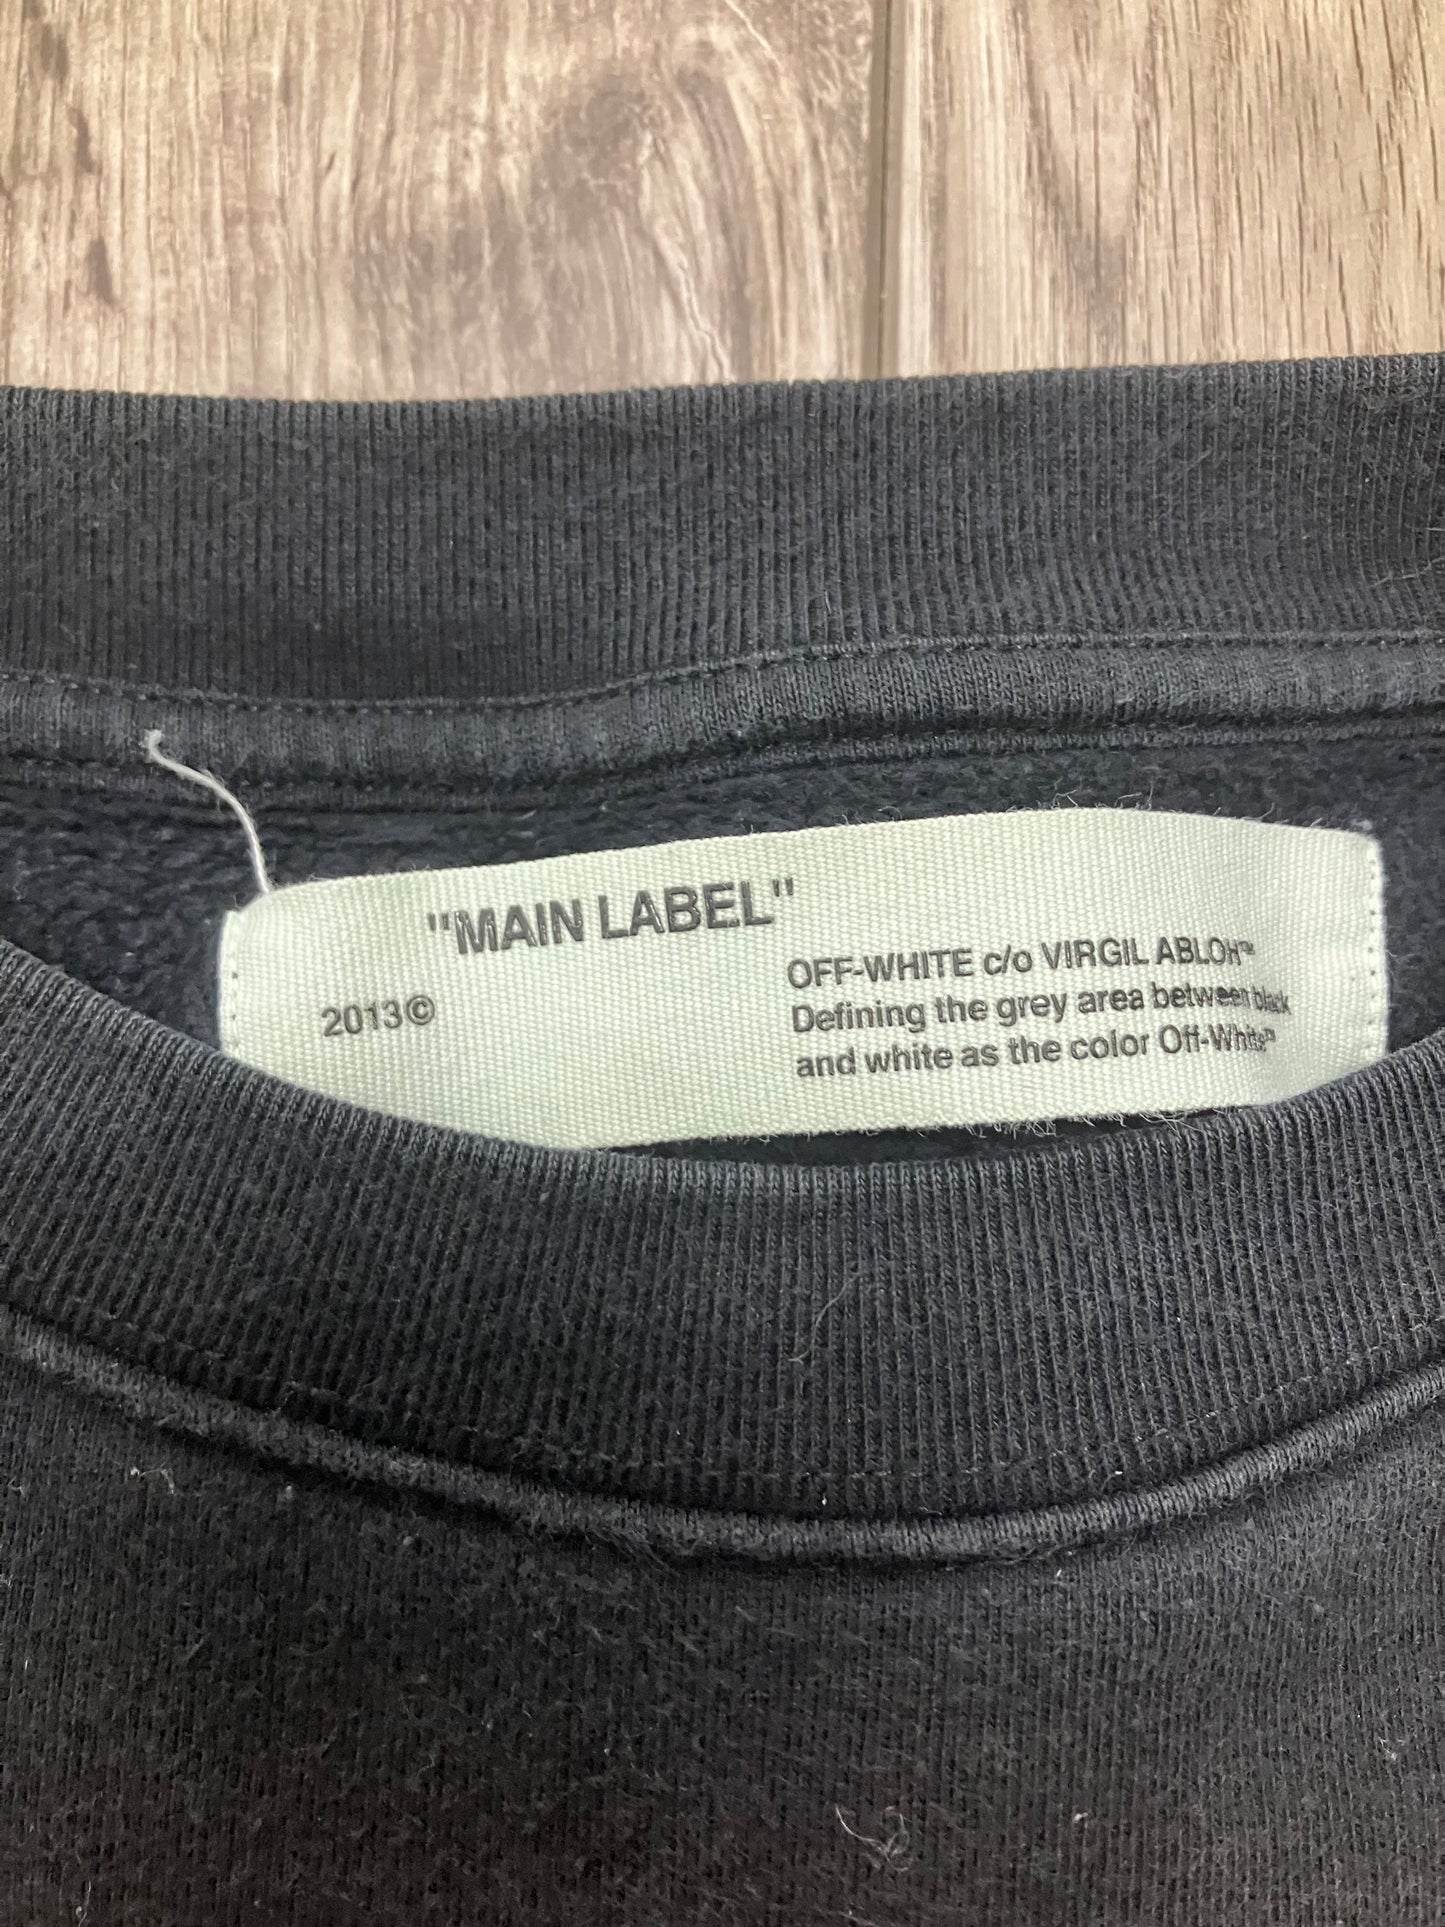 "MAIN LABEL"
2013©
OFF-WHITE c/o VIRGIL ABLOH™
Defining the grey area between black
and white as the color Off-White™